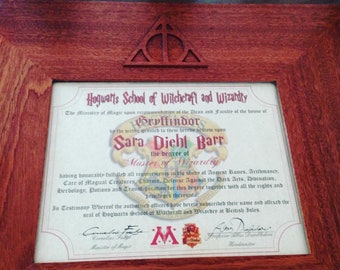 Hogwarts School of Witchcraft and Wizardry
The Ministry of Magic upon recommendation of the Dean and Faculty of the house of
Gryffindor
Sara Diehl Barr
the degree of
Master of Wizardry
having honorably fulfilled all requirements in the study of Ancient Runes, Arithmancy,
Care of Magical Creatures, Charms, Defense Against the Dark Arts, Divination,
Herbology, Potions and Transfiguration for this degree together with all the rights and
In Testimony Whereof the authorized officers have subscribed their name and affixed the
seal of Hogwarts School of Witchcraft and Wizardry at British Isles
Cornelius Fudge
Minister of Magic
M
Headmaster